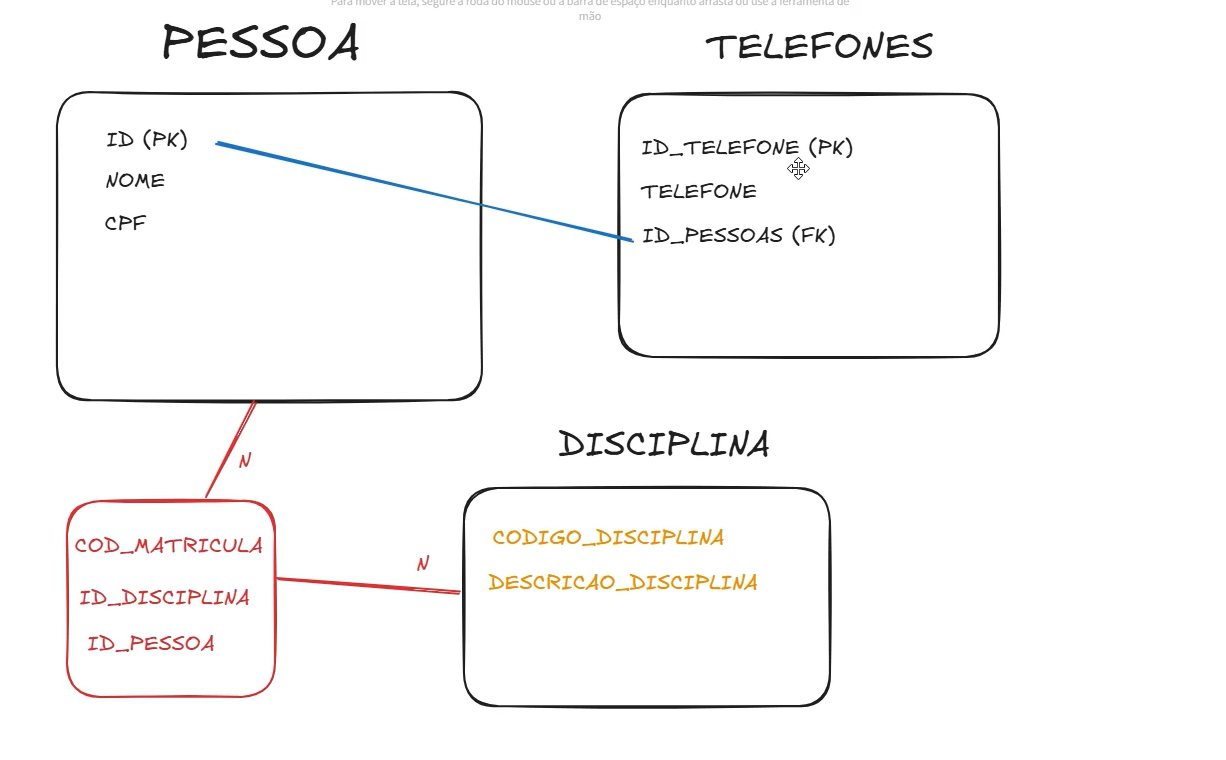 Para mover a tela, segure a roda do mouse ou a barra de espaço enquanto arrasta ou use a ferramenta de
mão
PESSOA
ID (PK)
NOME
CPF
TELEFONES
ID_TELEFONE (PK)
TELEFONE
ID_PESSOAS (FK)
N
COD_MATRICULA
ID_DISCIPLINA
ID_PESSOA
N
DISCIPLINA
CODIGO_DISCIPLINA
DESCRICAO_DISCIPLINA